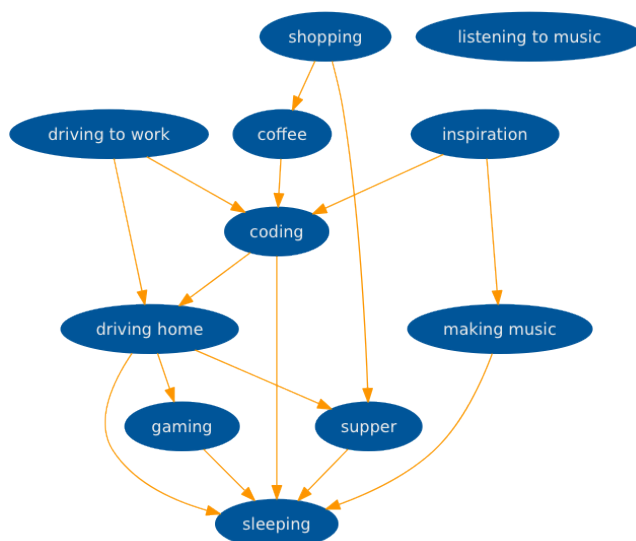 shopping
listening to music
driving to work
coffee
inspiration
coding
driving home
making music
gaming
supper
sleeping